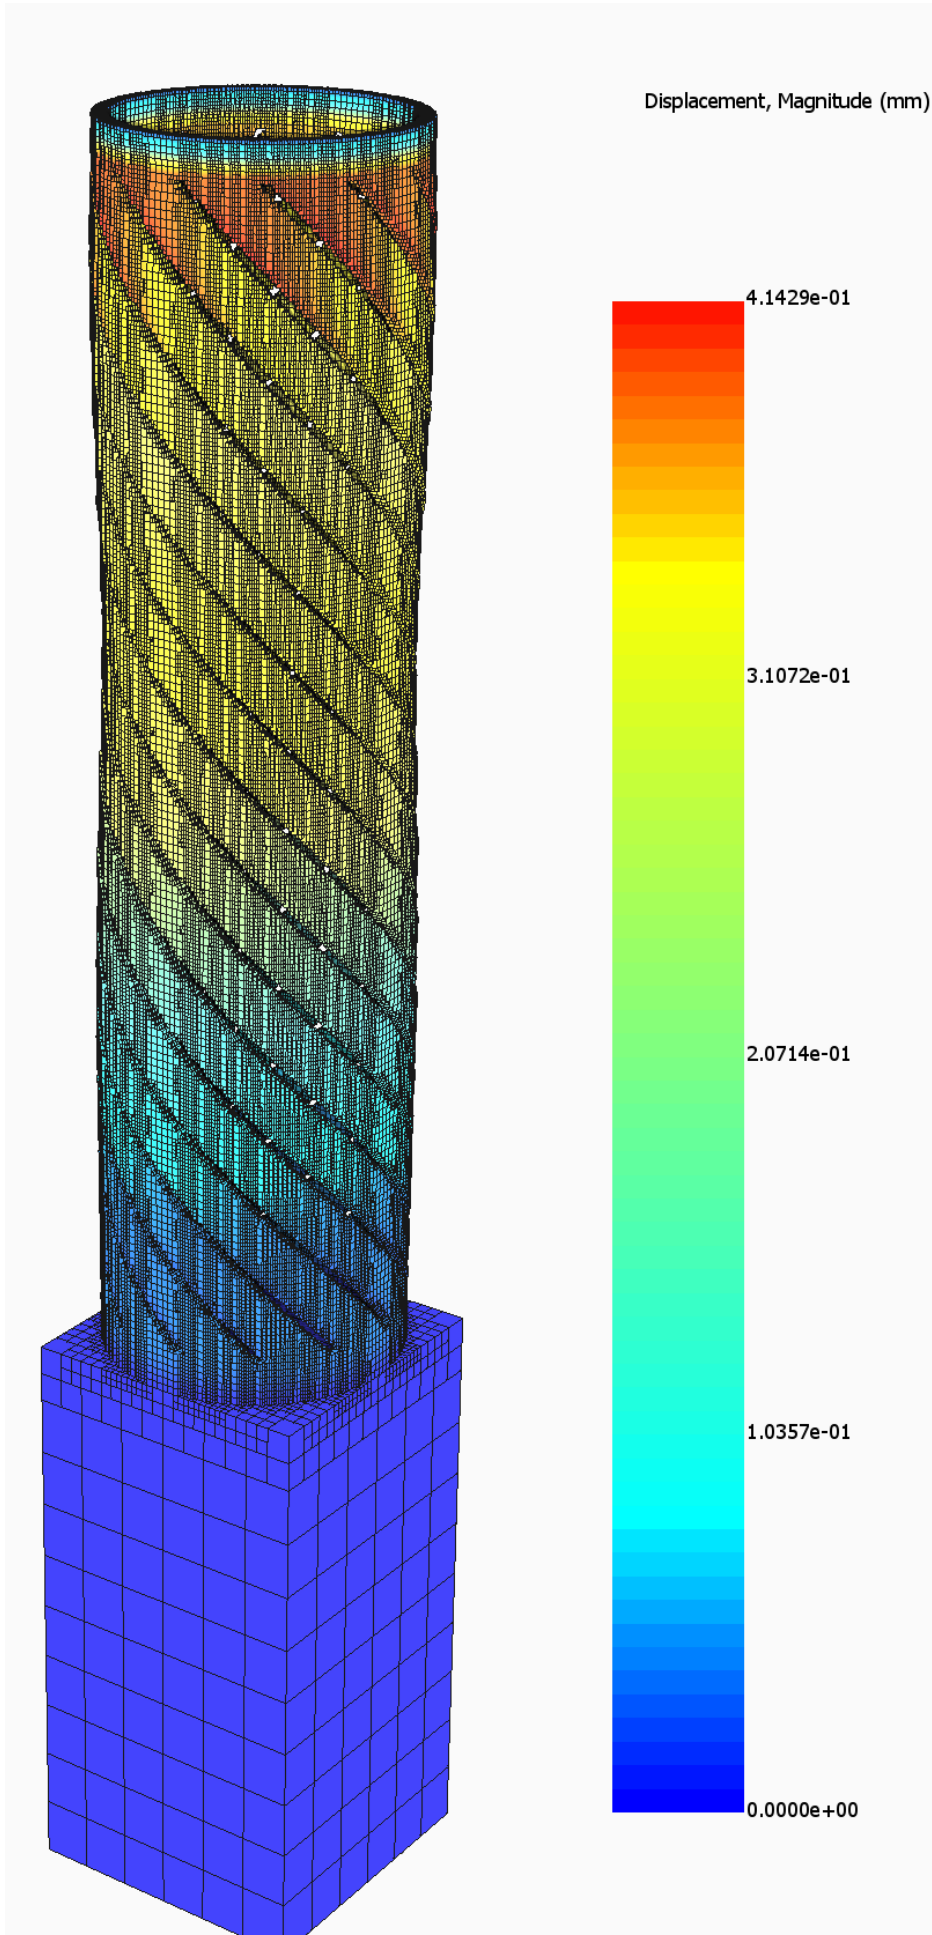 Displacement, Magnitude (mm)
4.1429e-01
3.1072e-01
2.0714e-01
1.0357e-01
0.0000e+00